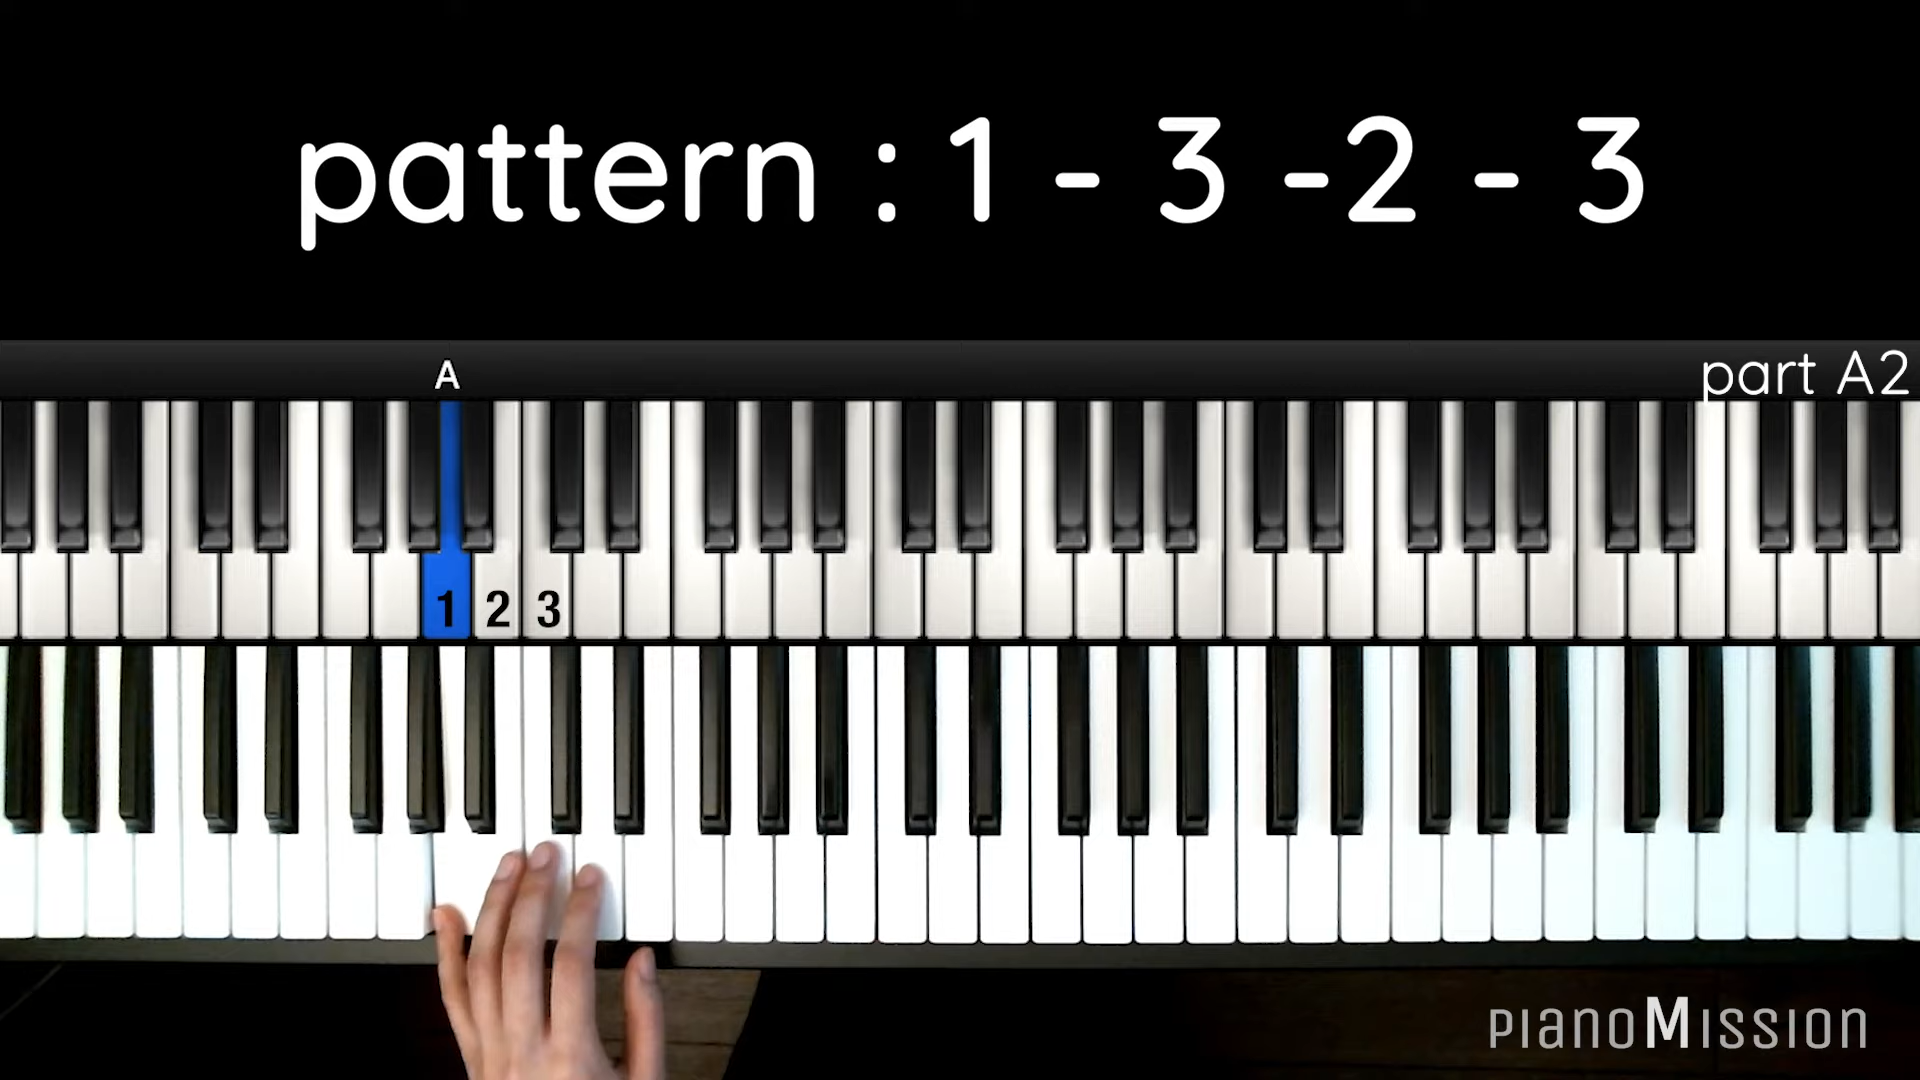 pattern : 1 - 3 -2 - 3
A
part A2
1 2 3
pianoMission